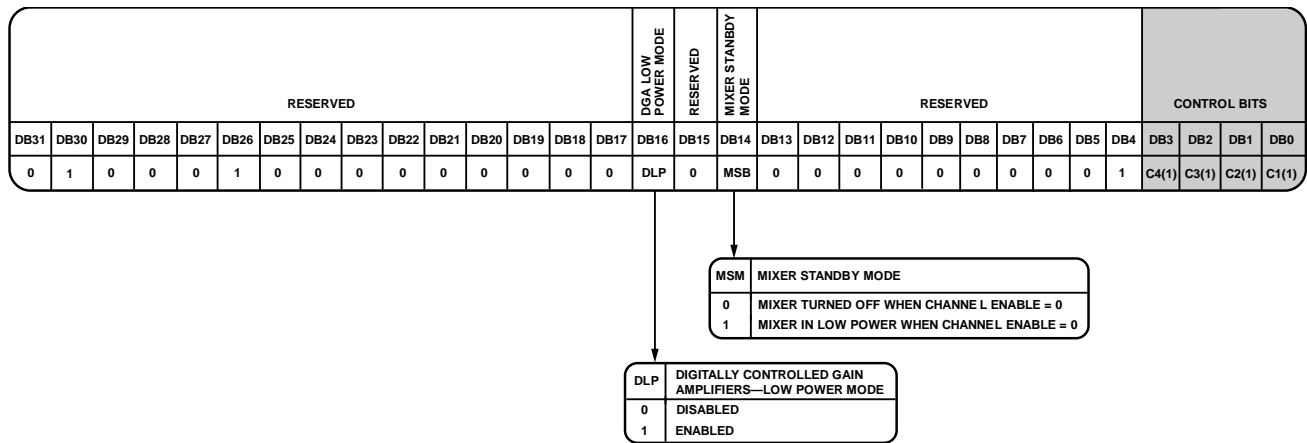 RESERVED
DGA LOW
POWER MODE
RESERVED
MIXER STANBDY
MODE
RESERVED
CONTROL BITS
DB31 DB30 DB29 DB28 DB27 DB26 DB25 DB24 DB23 DB22 DB21 DB20 DB19 DB18 DB17 DB16 DB15 DB14 DB13 DB12 DB11 DB10 DB9 DB8 DB7 DB6 DB5 DB4 DB3 DB2 DB1 DB0
0 1 0 0 0 1 0 0 0 0 0 0 0 0 0 DLP 0 MSB 0 0 0 0 0 0 0 0 0 1 C4(1) C3(1) C2(1) C1(1)
MSM MIXER STANDBY MODE
0 MIXER TURNED OFF WHEN CHANNE L ENABLE = 0
1 MIXER IN LOW POWER WHEN CHANNEL ENABLE = 0
DLP DIGITALLY CONTROLLED GAIN
AMPLIFIERS—LOW POWER MODE
0 DISABLED
1 ENABLED